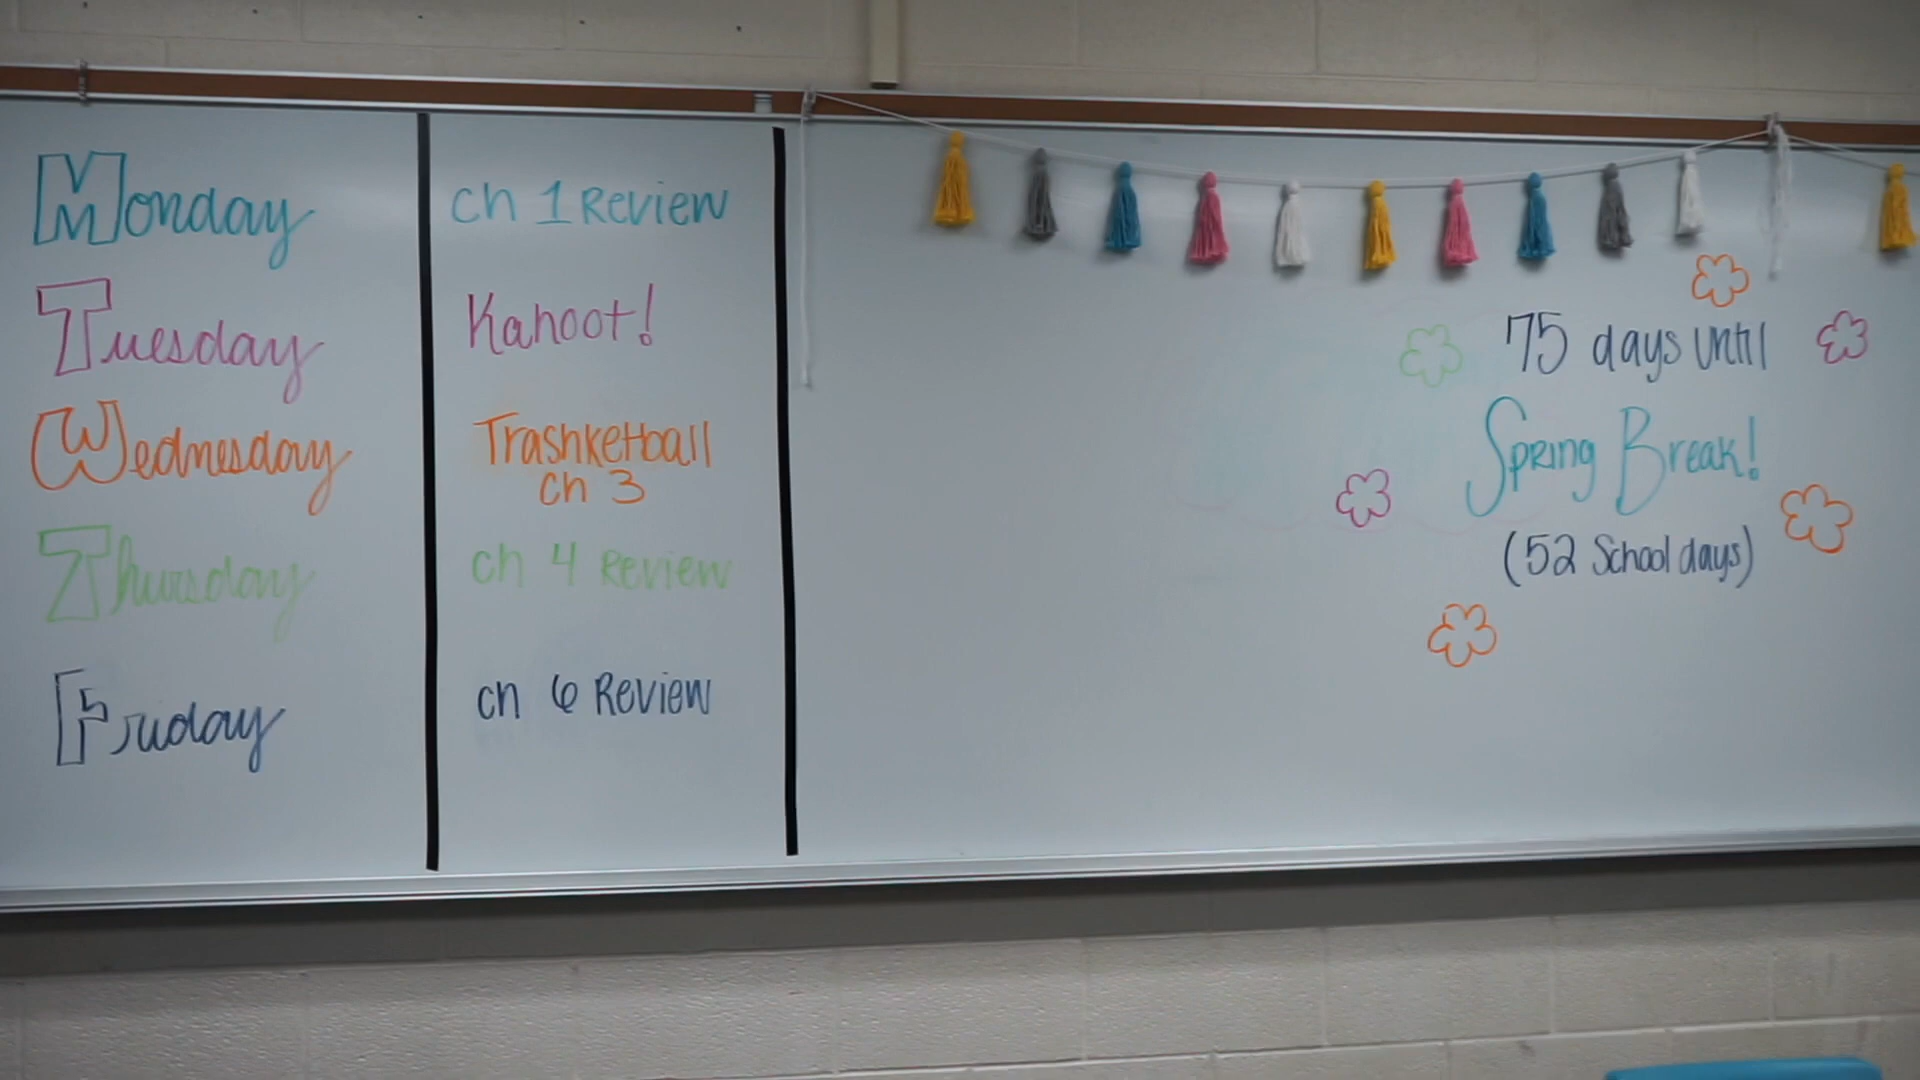 Monday
Ch 1 Review
Tuesday
Kahoot!
Wednesday
Trashketball
Ch 3
Thursday
Ch 4 Review
Friday
Ch 6 Review
75 days until
Spring Break!
(52 School days)